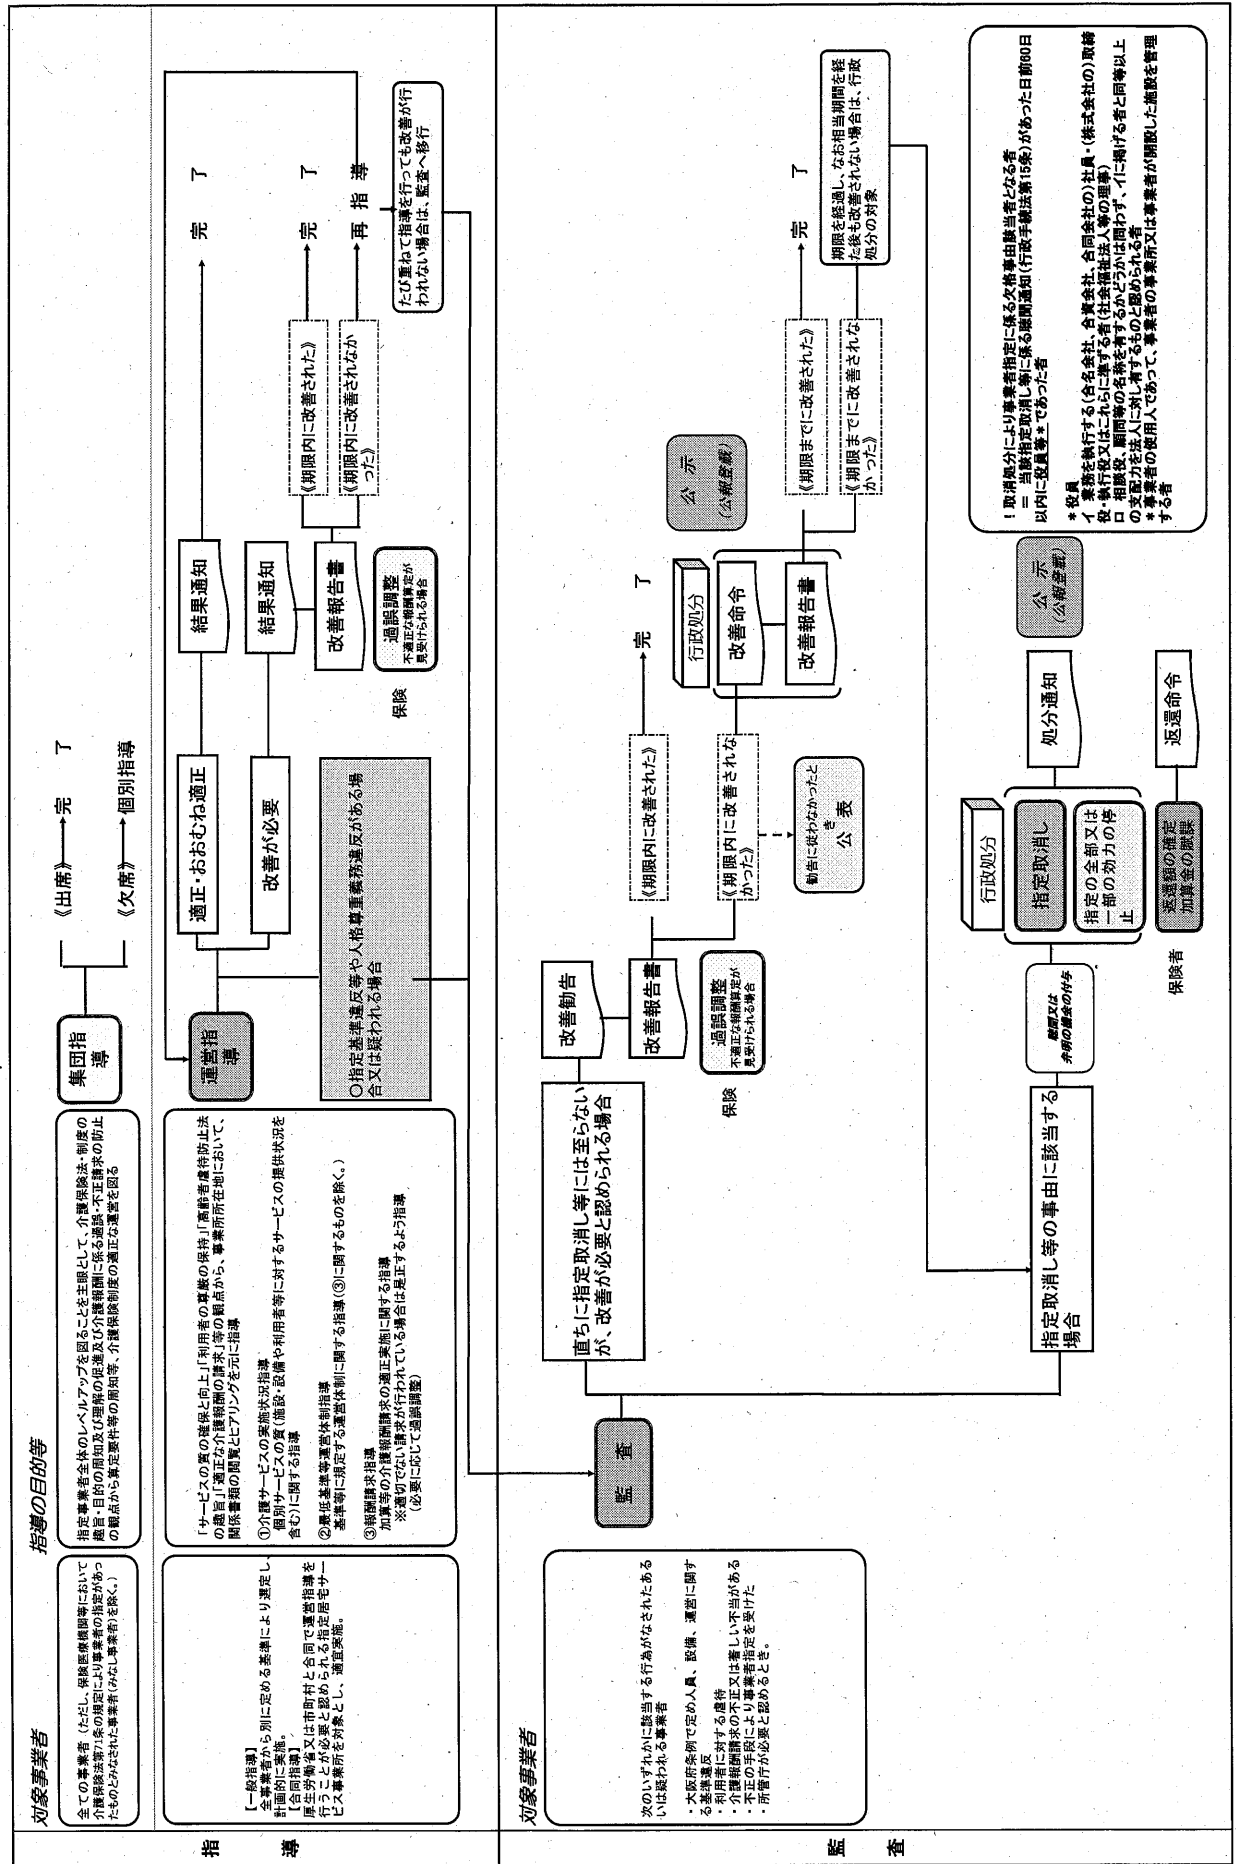 指　導
対象事業者
全ての事業者（ただし、保険医療機関等において
介護保険法第71条の規定により事業者の指定があっ
たものとみなされた事業者（みなし事業者）を除く。）
指導の目的等
指定事業者全体のレベルアップを図ることを主眼として、介護保険法・制度の
趣旨・目的の周知及び理解の促進及び介護報酬に係る過誤・不正請求の防止
の観点から算定要件等の周知等、介護保険制度の適正な運営を図る
集団指
導
《出席》
完　了
《欠席》
個別指導
【一般指導】
全事業者から別に定める基準により選定し、
計画的に実施。
【合同指導】
厚生労働省又は市町村と合同で運営指導を
行うことが必要と認められる指定居宅サー
ビス事業所を対象とし、適宜実施。
「サービスの質の確保と向上」「利用者の尊厳の保持」「高齢者虐待防止法
の趣旨」「適正な介護報酬の請求」等の観点から、事業所所在地において、
関係書類の閲覧とヒアリングを元に指導
①介護サービスの実施状況指導
個別サービスの質（施設・設備や利用者等に対するサービスの提供状況を
含む）に関する指導
②最低基準等運営体制指導
基準等に規定する運営体制に関する指導（③に関するものを除く。）
③報酬請求指導
加算等の介護報酬請求の適正実施に関する指導
※適切でない請求が行われている場合は是正するよう指導
（必要に応じて過誤調整）
運営指
導
適正・おおむね適正
結果通知
完　了
改善が必要
結果通知
改善報告書
《期限内に改善された》
完　了
《期限内に改善されなか
った》
再　指　導
たび重ねて指導を行っても改善が行
われない場合は、監査へ移行
保険
過誤調整
不適正な報酬算定が
見受けられる場合
○指定基準違反等や人格尊重義務違反がある場
合又は疑われる場合
監　査
対象事業者
次のいずれかに該当する行為がなされたある
いは疑われる事業者
・大阪府条例で定め人員、設備、運営に関す
る基準違反
・利用者に対する虐待
・介護報酬請求の不正又は著しい不当がある
・不正の手段により事業者指定を受けた
・所管庁が必要と認めるとき。
監　査
直ちに指定取消し等には至らない
が、改善が必要と認められる場合
改善勧告
改善報告書
保険
過誤調整
不適正な報酬算定が
見受けられる場合
《期限内に改善された》
完　了
《期限内に改善されな
かった》
勧告に従わなかったと
き
公　表
行政処分
改善命令
改善報告書
公　示
（公報登載）
《期限までに改善された》
完　了
《期限までに改善されな
かった》
期限を経過し、なお相当期間を経
た後も改善されない場合は、行政
処分の対象
指定取消し等の事由に該当する
場合
聴聞又は
弁明の機会の付与
行政処分
指定取消し
指定の全部又は
一部の効力の停
止
処分通知
公　示
（公報登載）
保険者
返還額の確定
加算金の賦課
返還命令
！取消処分により事業者指定に係る欠格事由該当者となる者
＝ 当該指定取消し等に係る聴聞通知（行政手続法第15条）があった日前60日
以内に役員等＊であった者
＊役員
イ 業務を執行する（合名会社、合資会社、合同会社の）社員・（株式会社の）取締
役・執行役又はこれらに準ずる者（社会福祉法人等の理事）
ロ 相談役、顧問等の名称を有するかどうかは問わず、イに掲げる者と同等以上
の支配力を法人に対し有するものと認められる者
＊事業者の使用人であって、事業者の事業所又は事業者が開設した施設を管理
する者